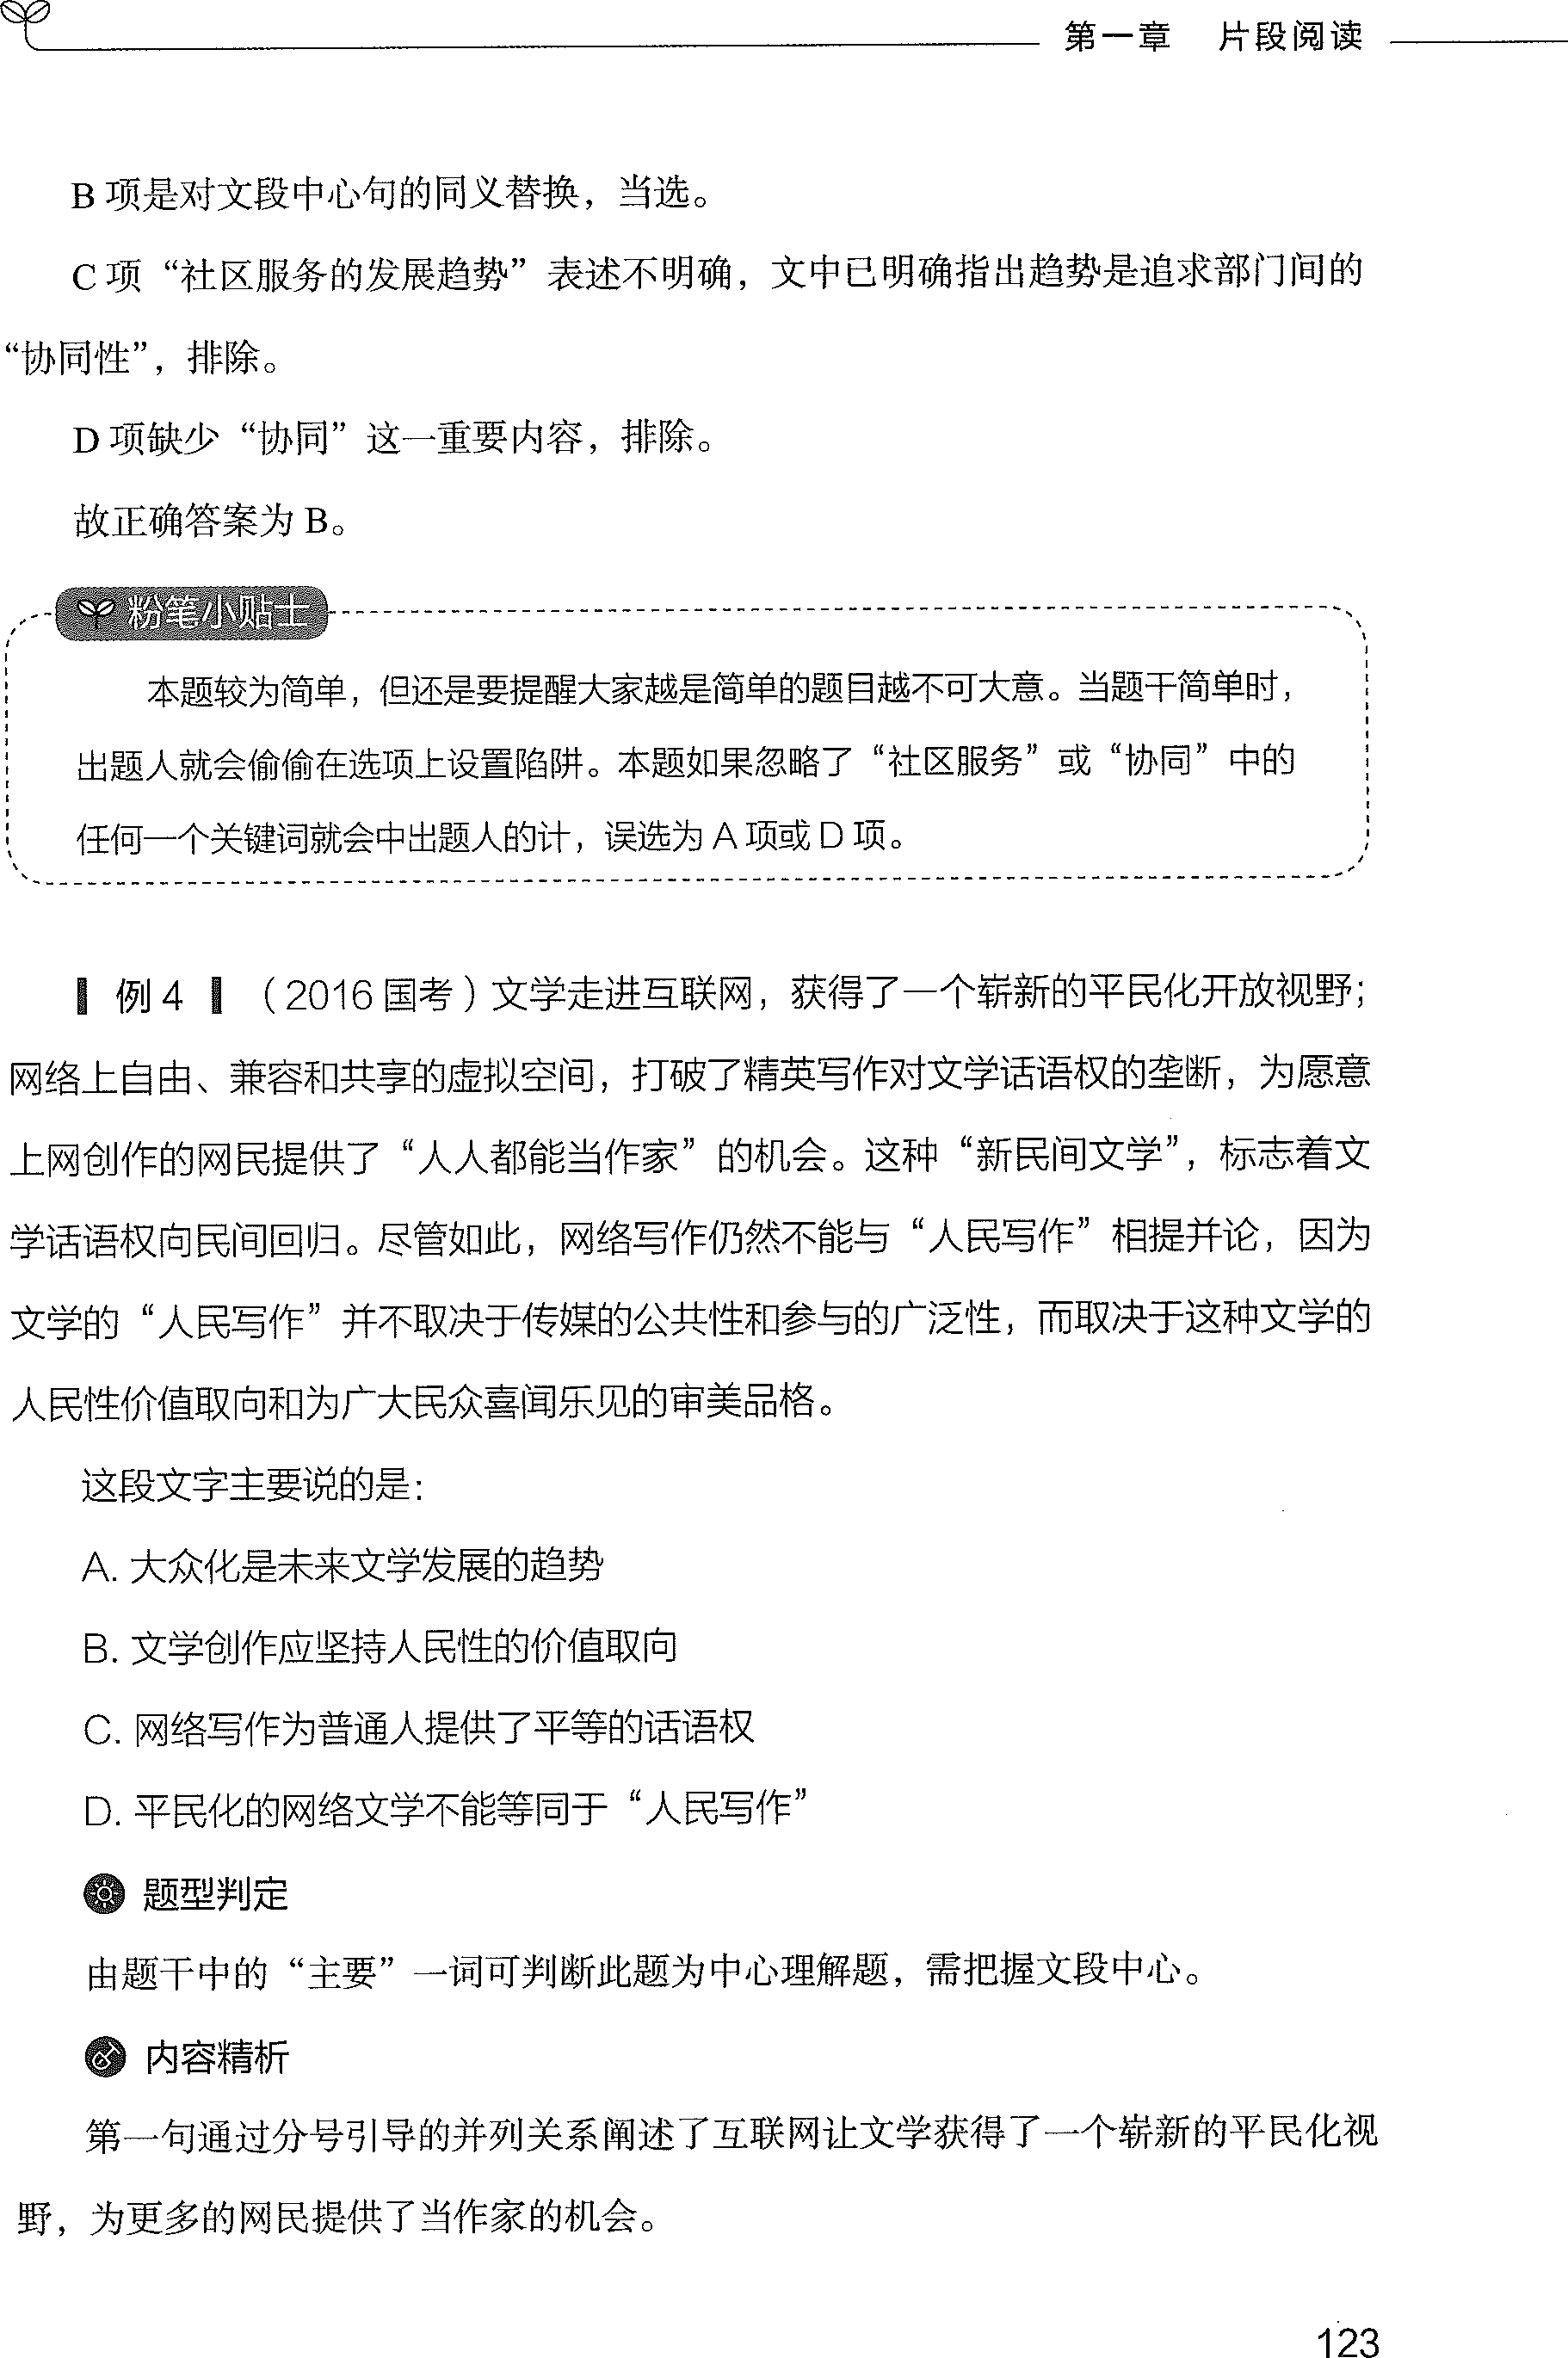 第一章 片段阅读
B 项是对文段中心句的同义替换，当选。
C 项“社区服务的发展趋势”表述不明确，文中已明确指出趋势是追求部门间的
“协同性”，排除。
D 项缺少“协同”这一重要内容，排除。
故正确答案为 B。
粉笔小贴士
本题较为简单，但还是要提醒大家越是简单的题目越不可大意。当题干简单时，
出题人就会偷偷在选项上设置陷阱。本题如果忽略了“社区服务”或“协同”中的
任何一个关键词就会中出题人的计，误选为 A 项或 D 项。
例 4 （2016 国考）文学走进互联网，获得了一个崭新的平民化开放视野；
网络上自由、兼容和共享的虚拟空间，打破了精英写作对文学话语权的垄断，为愿意
上网创作的网民提供了“人人都能当作家”的机会。这种“新民间文学”，标志着文
学话语权向民间回归。尽管如此，网络写作仍然不能与“人民写作”相提并论，因为
文学的“人民写作”并不取决于传媒的公共性和参与的广泛性，而取决于这种文学的
人民性价值取向和为广大民众喜闻乐见的审美品格。
这段文字主要说的是：
A. 大众化是未来文学发展的趋势
B. 文学创作应坚持人民性的价值取向
C. 网络写作为普通人提供了平等的话语权
D. 平民化的网络文学不能等同于“人民写作”
题型判定
由题干中的“主要”一词可判断此题为中心理解题，需把握文段中心。
内容精析
第一句通过分号引导的并列关系阐述了互联网让文学获得了一个崭新的平民化视
野，为更多的网民提供了当作家的机会。
123